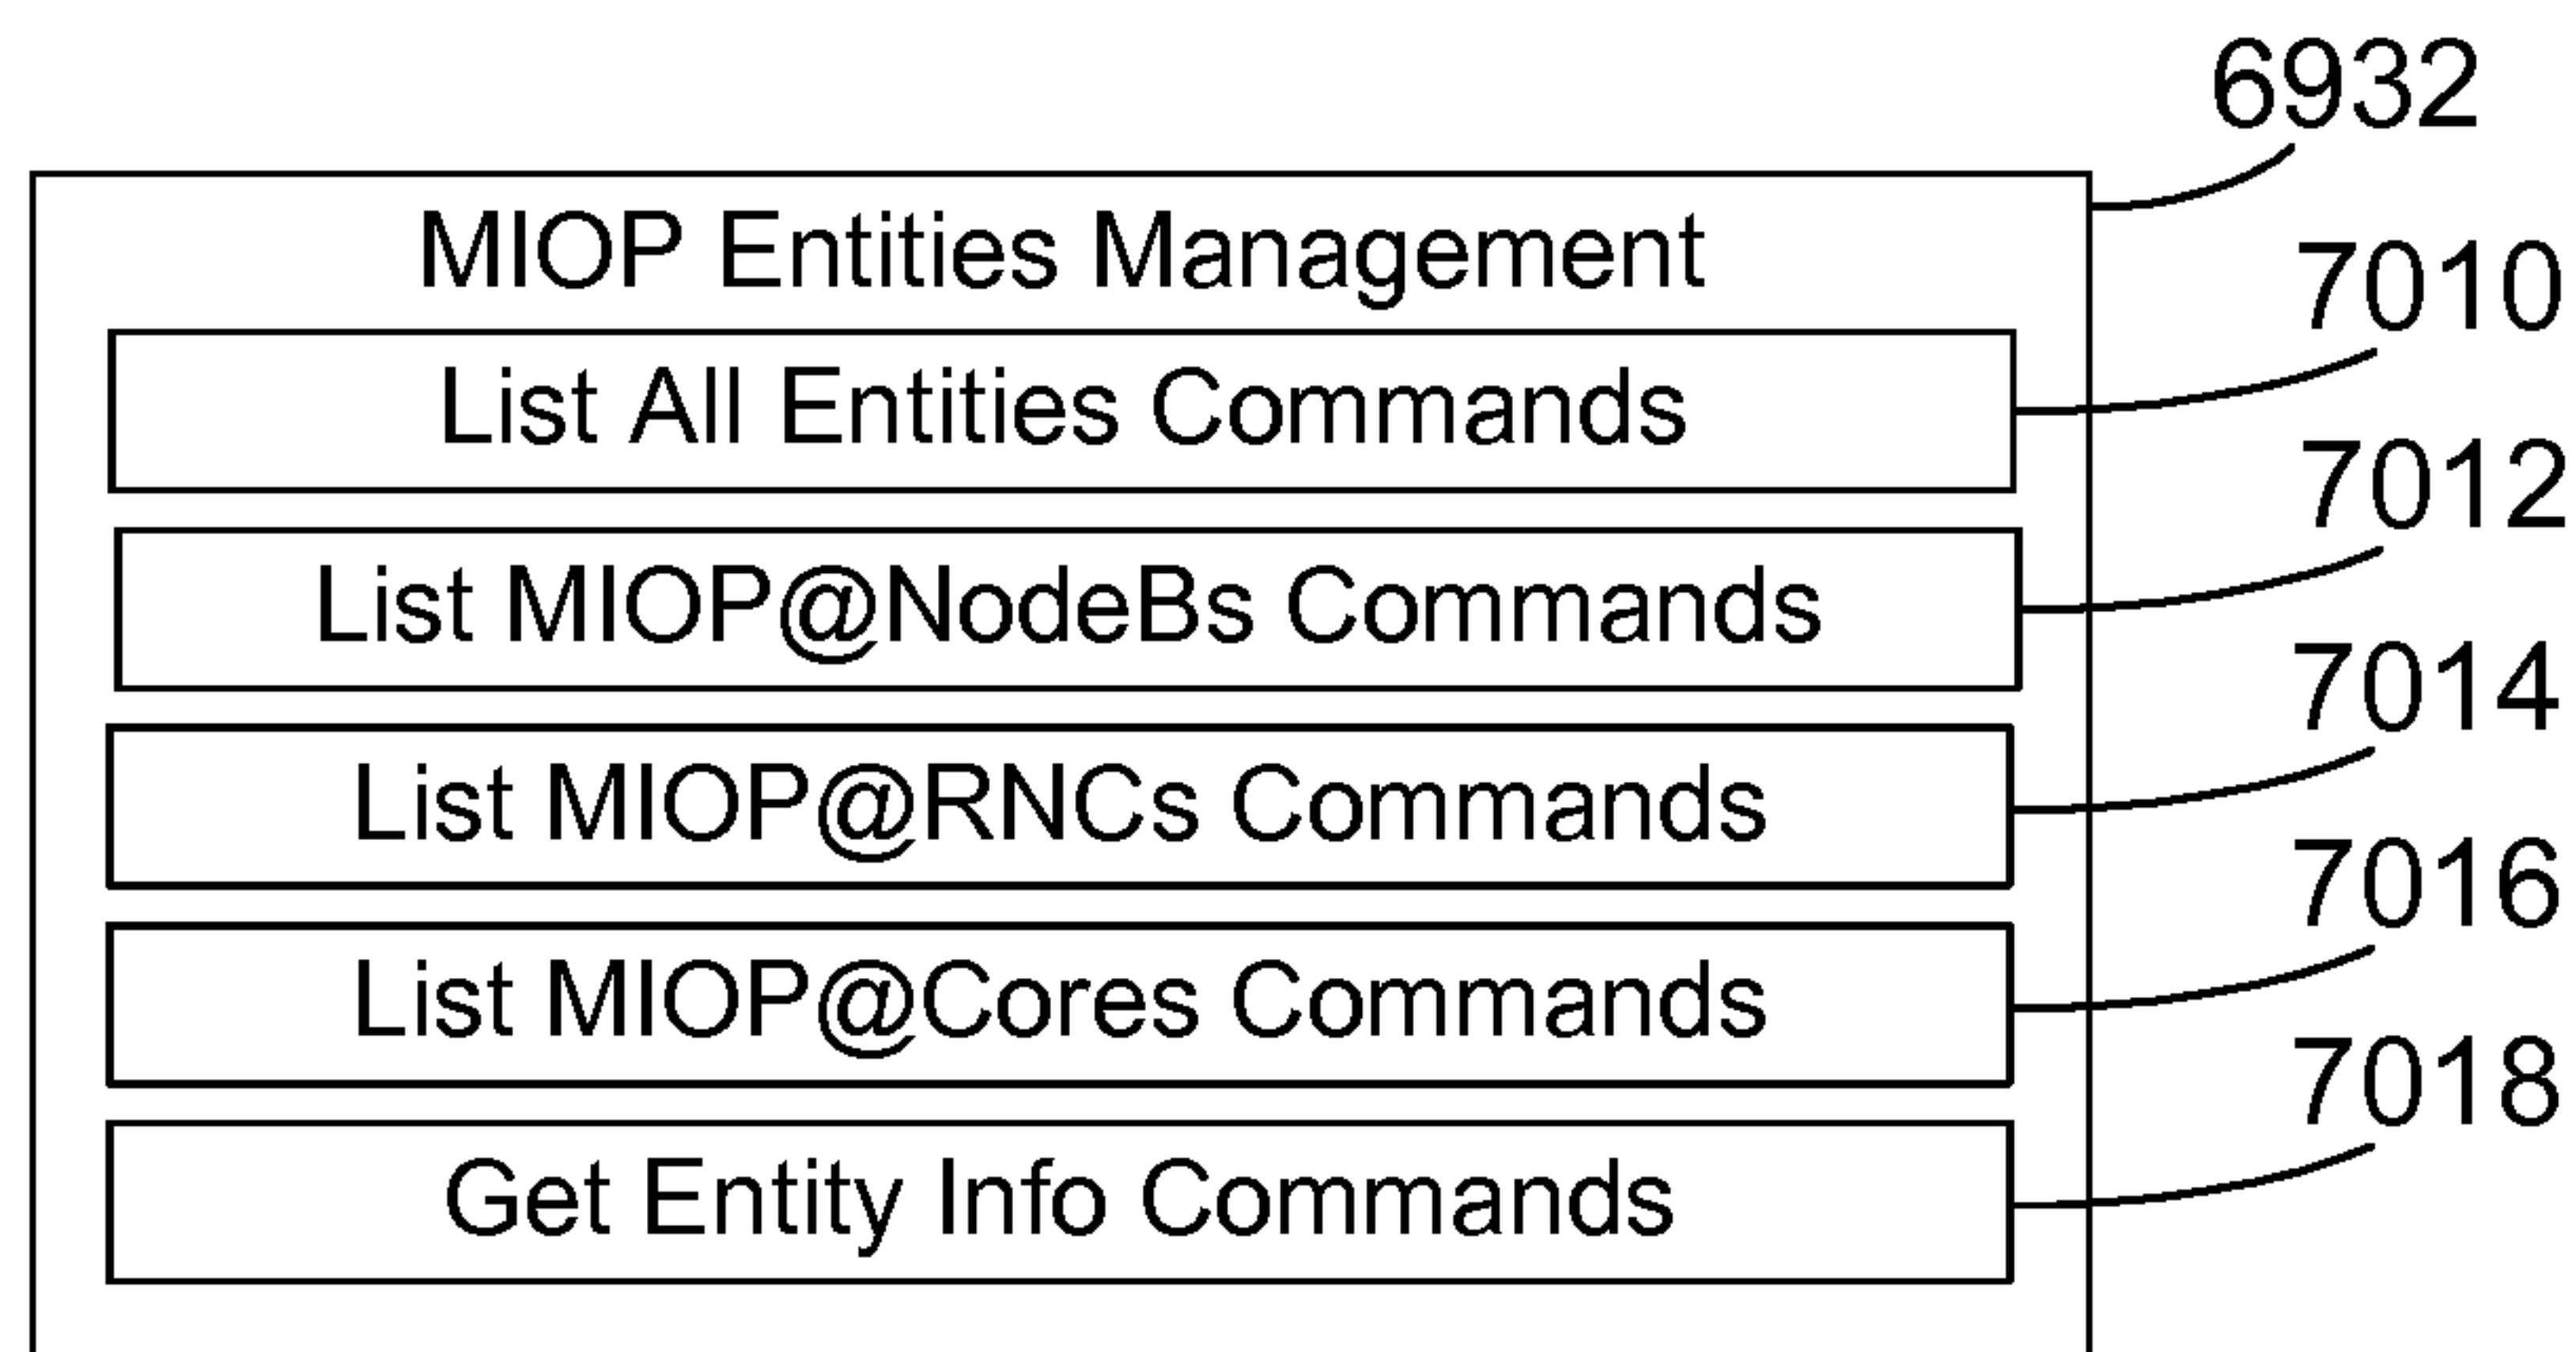 6932
MIOP Entities Management
7010
List All Entities Commands
7012
List MIOP@NodeBs Commands
7014
List MIOP@RNCs Commands
7016
List MIOP@Cores Commands
7018
Get Entity Info Commands